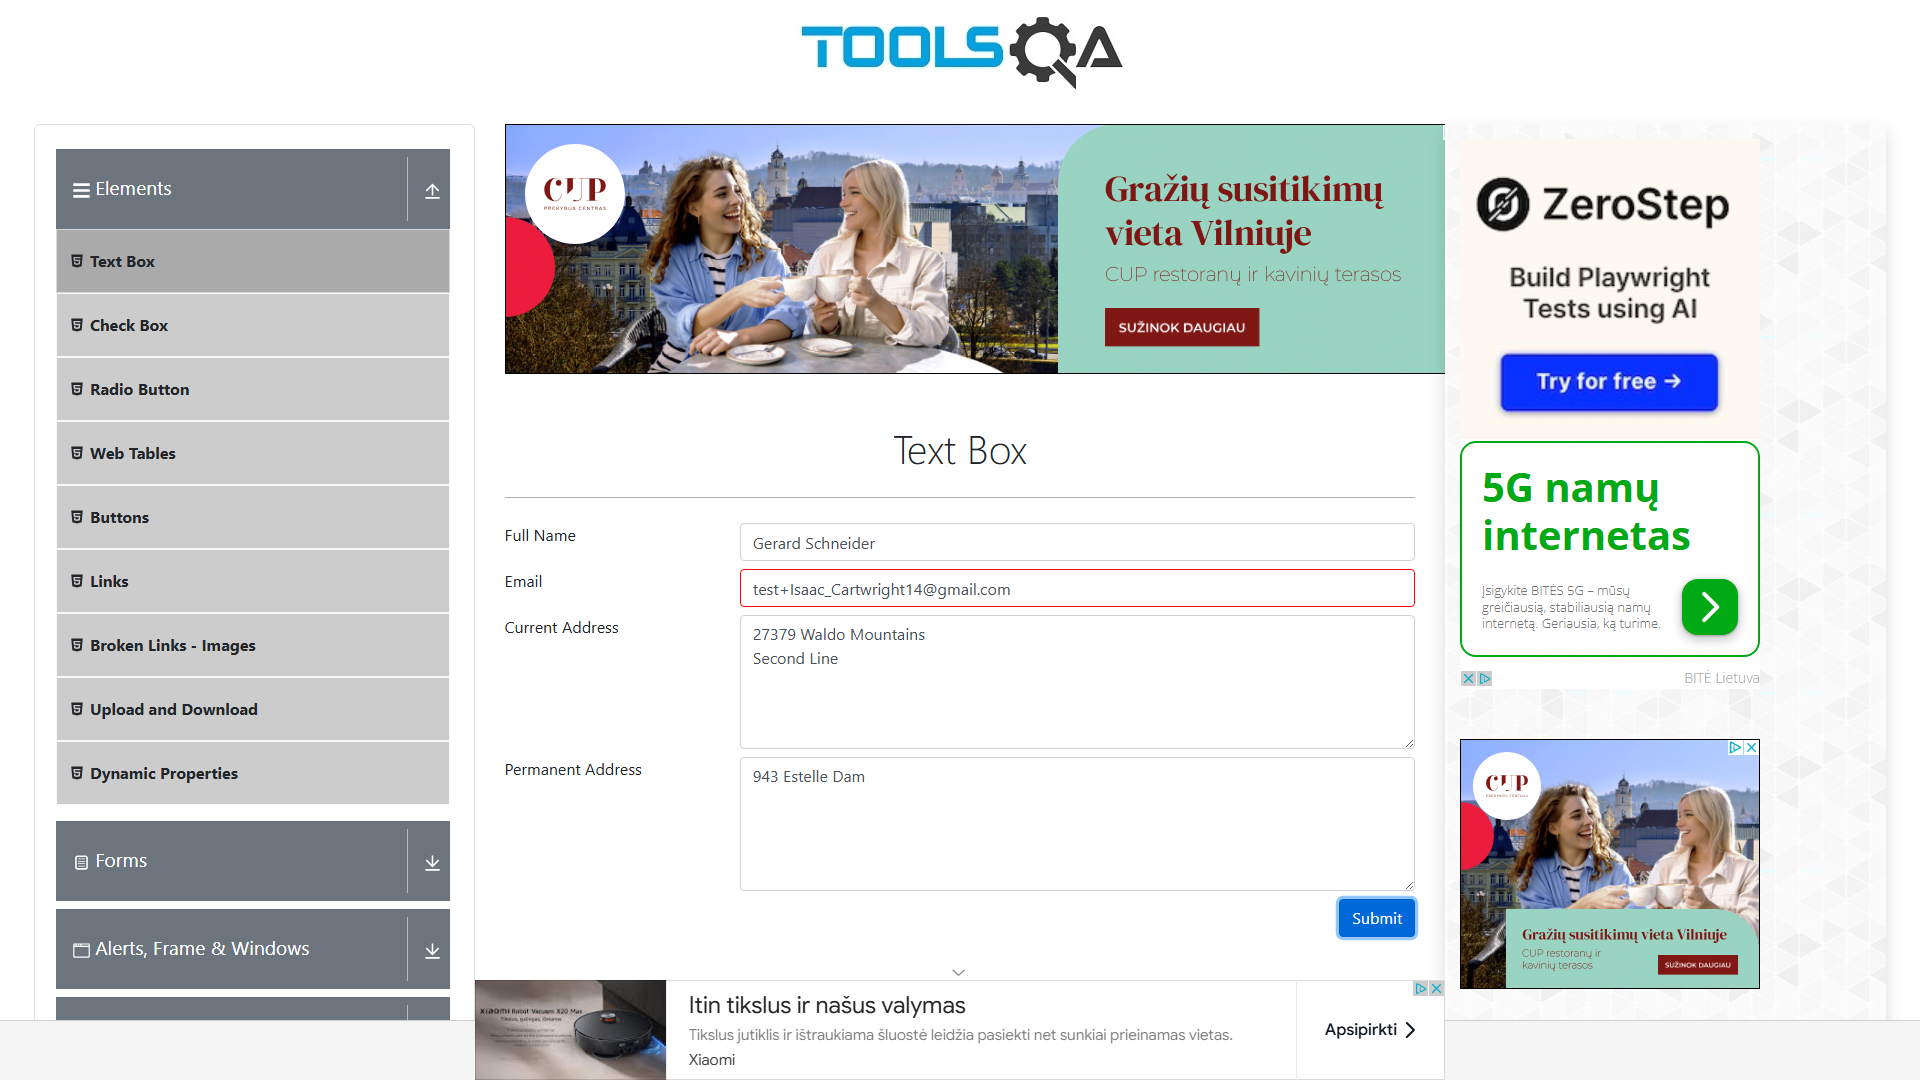 TOOLSQA
Elements
Text Box
Check Box
Radio Button
Web Tables
Buttons
Links
Broken Links - Images
Upload and Download
Dynamic Properties
Forms
Alerts, Frame & Windows
CUP
PREKYBOS CENTRAS
Gražių susitikimų
vieta Vilniuje
CUP restoranų ir kavinių terasos
SUŽINOK DAUGIAU
Text Box
Full Name
Gerard Schneider
Email
test+Isaac_Cartwright14@gmail.com
Current Address
27379 Waldo Mountains
Second Line
Permanent Address
943 Estelle Dam
Submit
XIAOMI Robot Vacuum X20 Max
Itin tikslus ir našus valymas
Tikslus jutiklis ir ištraukiama šluostė leidžia pasiekti net sunkiai prieinamas vietas.
Xiaomi
Apsipirkti
ZeroStep
Build Playwright
Tests using AI
Try for free →
5G namų
internetas
Įsigykite BITĖS 5G – mūsų
greičiausią, stabiliausią namų
internetą. Geriausia, ką turime.
BITĖ Lietuva
CUP
PREKYBOS CENTRAS
Gražių susitikimų vieta Vilniuje
CUP restoranų ir
kavinių terasos
SUŽINOK DAUGIAU